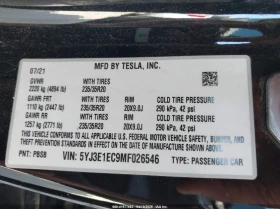 MFD BY TESLA, INC.
07/21
GVWR WITH TIRES
2220 kg (4894 lb) 235/35R20
GAWR FRT WITH TIRES RIM COLD TIRE PRESSURE
1110 kg (2447 lb) 235/35R20 20X9.0J 290 kPa, 42 psi
GAWR RR WITH TIRES RIM COLD TIRE PRESSURE
1257 kg (2771 lb) 235/35R20 20X9.0J 290 kPa, 42 psi
THIS VEHICLE CONFORMS TO ALL APPLICABLE
FEDERAL MOTOR VEHICLE SAFETY, BUMPER, AND
THEFT PREVENTION STANDARDS IN EFFECT ON THE
DATE OF MANUFACTURE SHOWN ABOVE.
VIN: 5YJ3E1EC9MF026546
PAINT: PBSB TYPE: PASSENGER CAR